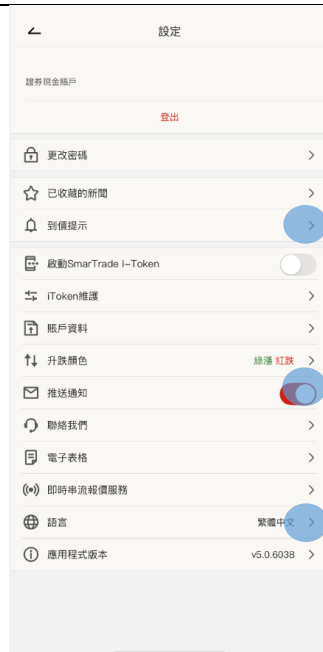 設定
證券現金賬戶
登出
更改密碼
已收藏的新聞
到價提示
啟動SmarTrade i-Token
iToken維護
賬戶資料
升跌顏色 綠漲 紅跌
推送通知
聯絡我們
電子表格
即時串流報價服務
語言 繁體中文
應用程式版本 v5.0.6038